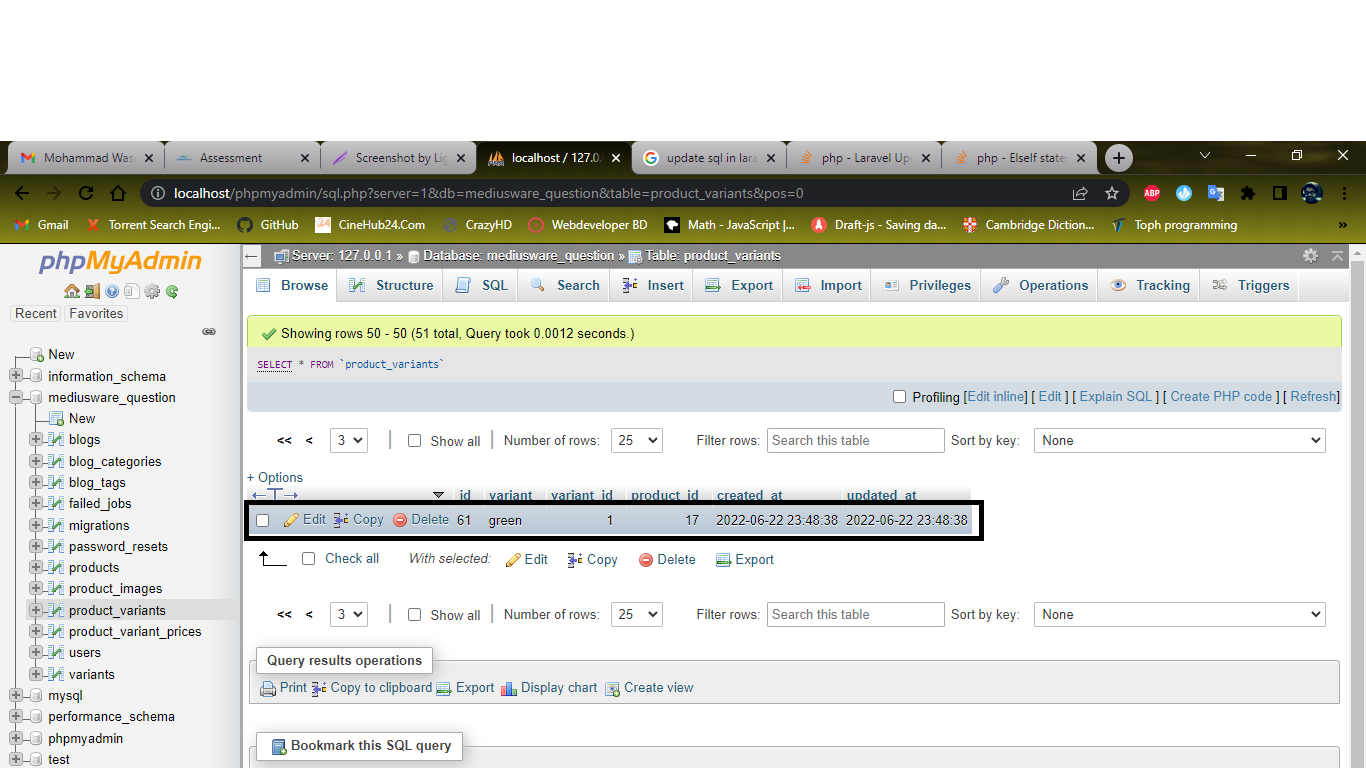 Mohammad Was
Assessment
Screenshot by Lig
localhost / 127.0.
update sql in lara
php - Laravel Up
php - ElseIf state
localhost/phpmyadmin/sql.php?server=1&db=mediusware_question&table=product_variants&pos=0
ABP
Gmail
Torrent Search Engi...
GitHub
CineHub24.Com
CrazyHD
Webdeveloper BD
Math - JavaScript |...
Draft-js - Saving da...
Cambridge Diction...
Toph programming
»
phpMyAdmin
Recent
Favorites
New
information_schema
mediusware_question
New
blogs
blog_categories
blog_tags
failed_jobs
migrations
password_resets
products
product_images
product_variants
product_variant_prices
users
variants
mysql
performance_schema
phpmyadmin
test
Server: 127.0.0.1 » Database: mediusware_question » Table: product_variants
Browse Structure SQL Search Insert Export Import Privileges Operations Tracking Triggers
Showing rows 50 - 50 (51 total, Query took 0.0012 seconds.)
SELECT * FROM `product_variants`
Profiling [Edit inline] [ Edit ] [ Explain SQL ] [ Create PHP code ] [ Refresh]
<< < 3 | Show all | Number of rows: 25 Filter rows: Search this table Sort by key: None
+ Options
←T→ id variant variant_id product_id created_at updated_at
Edit Copy Delete 61 green 1 17 2022-06-22 23:48:38 2022-06-22 23:48:38
Check all With selected: Edit Copy Delete Export
<< < 3 | Show all | Number of rows: 25 Filter rows: Search this table Sort by key: None
Query results operations
Print Copy to clipboard Export Display chart Create view
Bookmark this SQL query